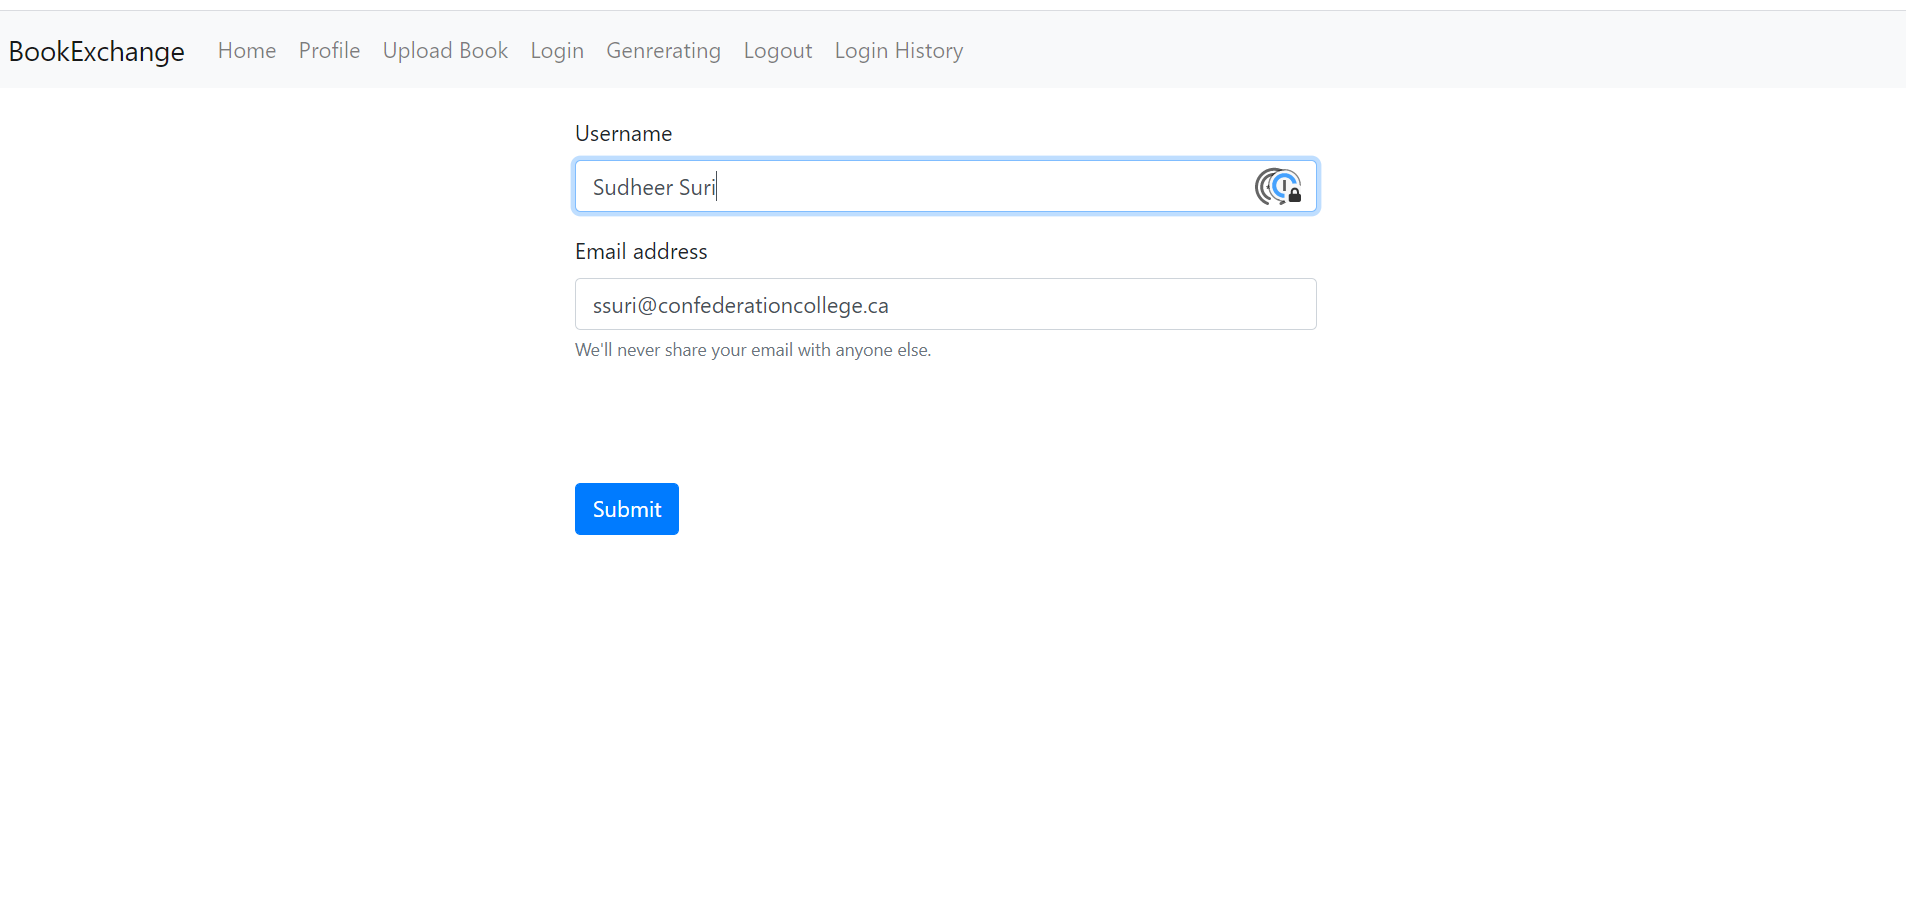 BookExchange Home Profile Upload Book Login Genrerating Logout Login History
Username
Sudheer Suri
Email address
ssuri@confederationcollege.ca
We'll never share your email with anyone else.
Submit